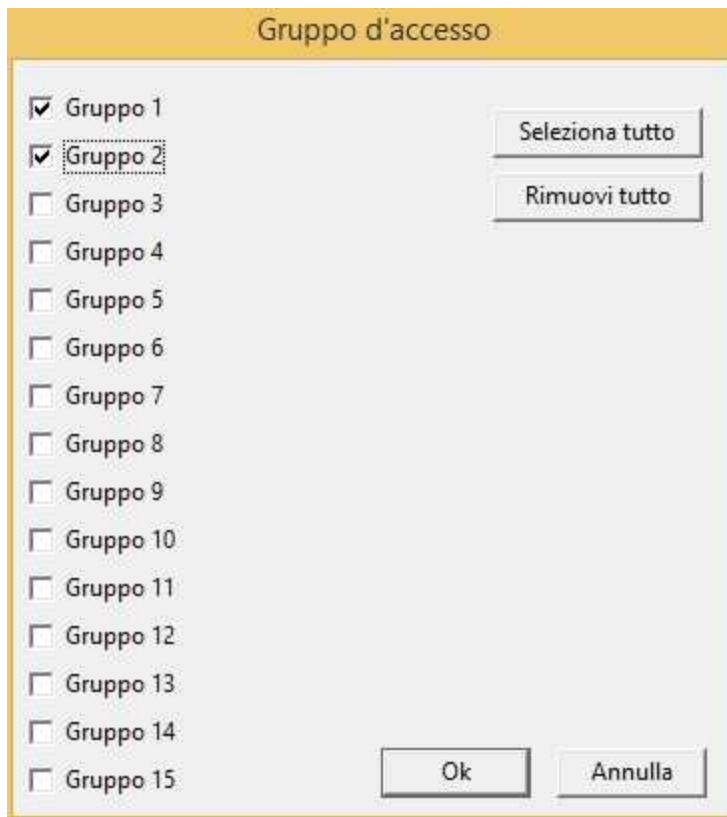 Gruppo d'accesso
Gruppo 1
Gruppo 2
Gruppo 3
Gruppo 4
Gruppo 5
Gruppo 6
Gruppo 7
Gruppo 8
Gruppo 9
Gruppo 10
Gruppo 11
Gruppo 12
Gruppo 13
Gruppo 14
Gruppo 15
Seleziona tutto
Rimuovi tutto
Ok
Annulla